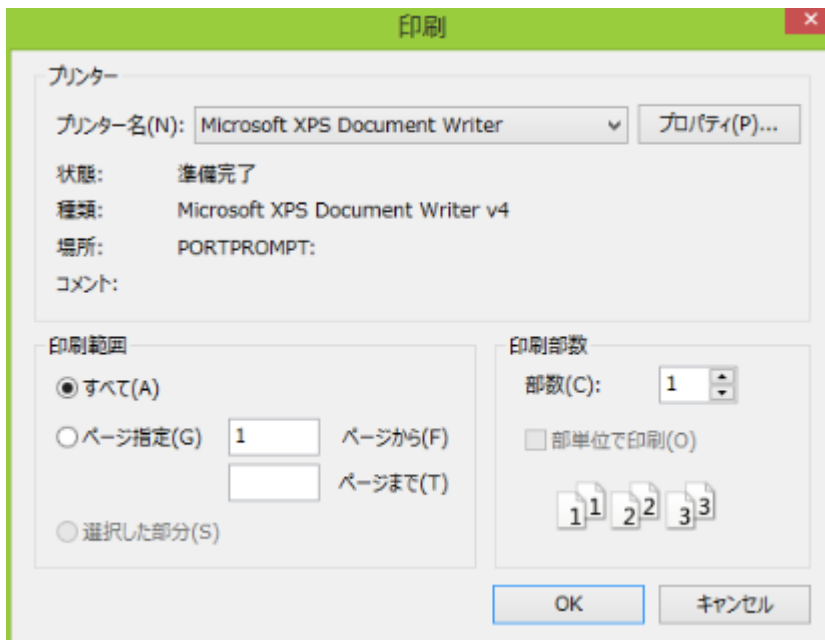 印刷
プリンター
プリンター名(N): Microsoft XPS Document Writer プロパティ(P)...
状態: 準備完了
種類: Microsoft XPS Document Writer v4
場所: PORTPROMPT:
コメント:
印刷範囲
すべて(A)
ページ指定(G) 1 ページから(F)
ページまで(T)
選択した部分(S)
印刷部数
部数(C): 1
部単位で印刷(O)
1 1 2 2 3 3
OK キャンセル